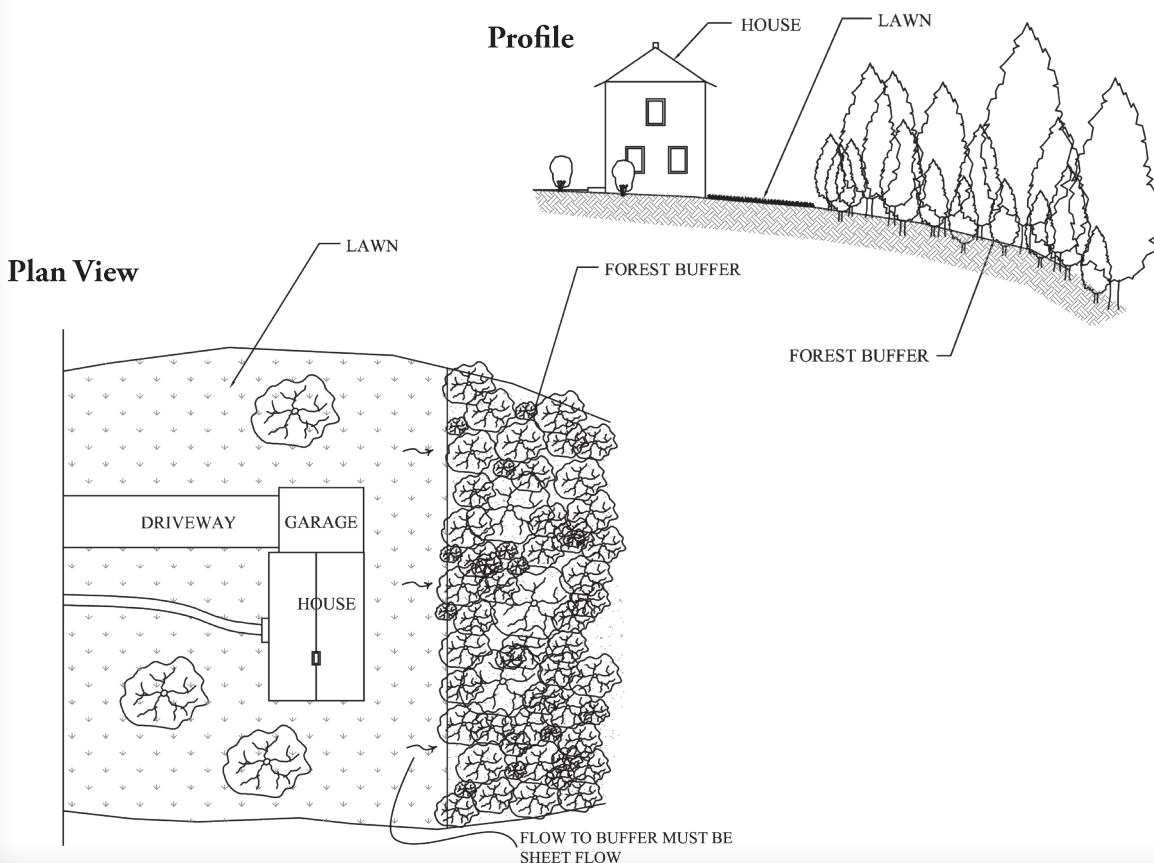 Profile
HOUSE
LAWN
FOREST BUFFER
Plan View
LAWN
FOREST BUFFER
DRIVEWAY
GARAGE
HOUSE
FLOW TO BUFFER MUST BE
SHEET FLOW